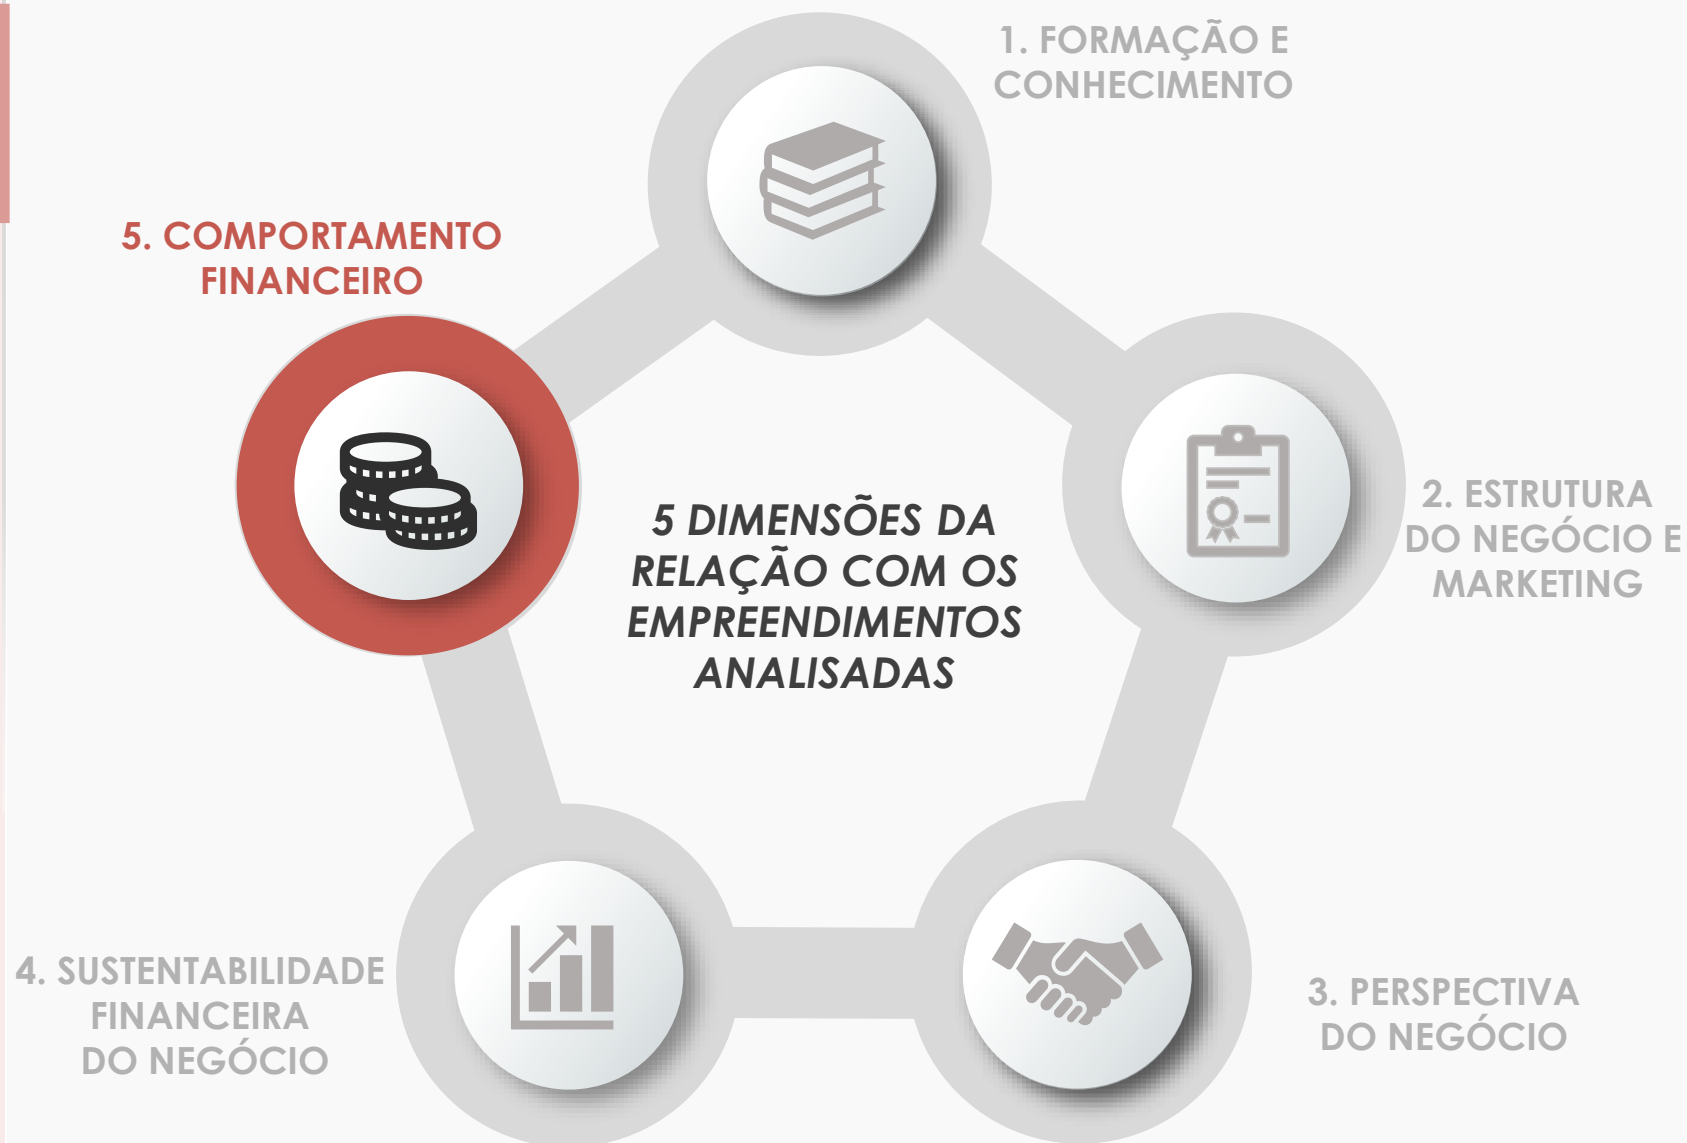 1. FORMAÇÃO E
CONHECIMENTO
2. ESTRUTURA
DO NEGÓCIO E
MARKETING
3. PERSPECTIVA
DO NEGÓCIO
4. SUSTENTABILIDADE
FINANCEIRA
DO NEGÓCIO
5. COMPORTAMENTO
FINANCEIRO
5 DIMENSÕES DA
RELAÇÃO COM OS
EMPREENDIMENTOS
ANALISADAS